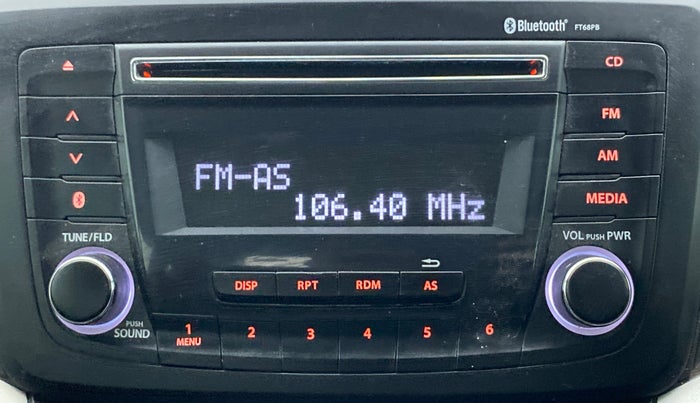 Bluetooth® FT68PB
CD
FM
AM
MEDIA
FM-AS
106.40 MHz
TUNE/FLD
VOL PUSH PWR
DISP RPT RDM AS
PUSH
SOUND
1 2 3 4 5 6
MENU